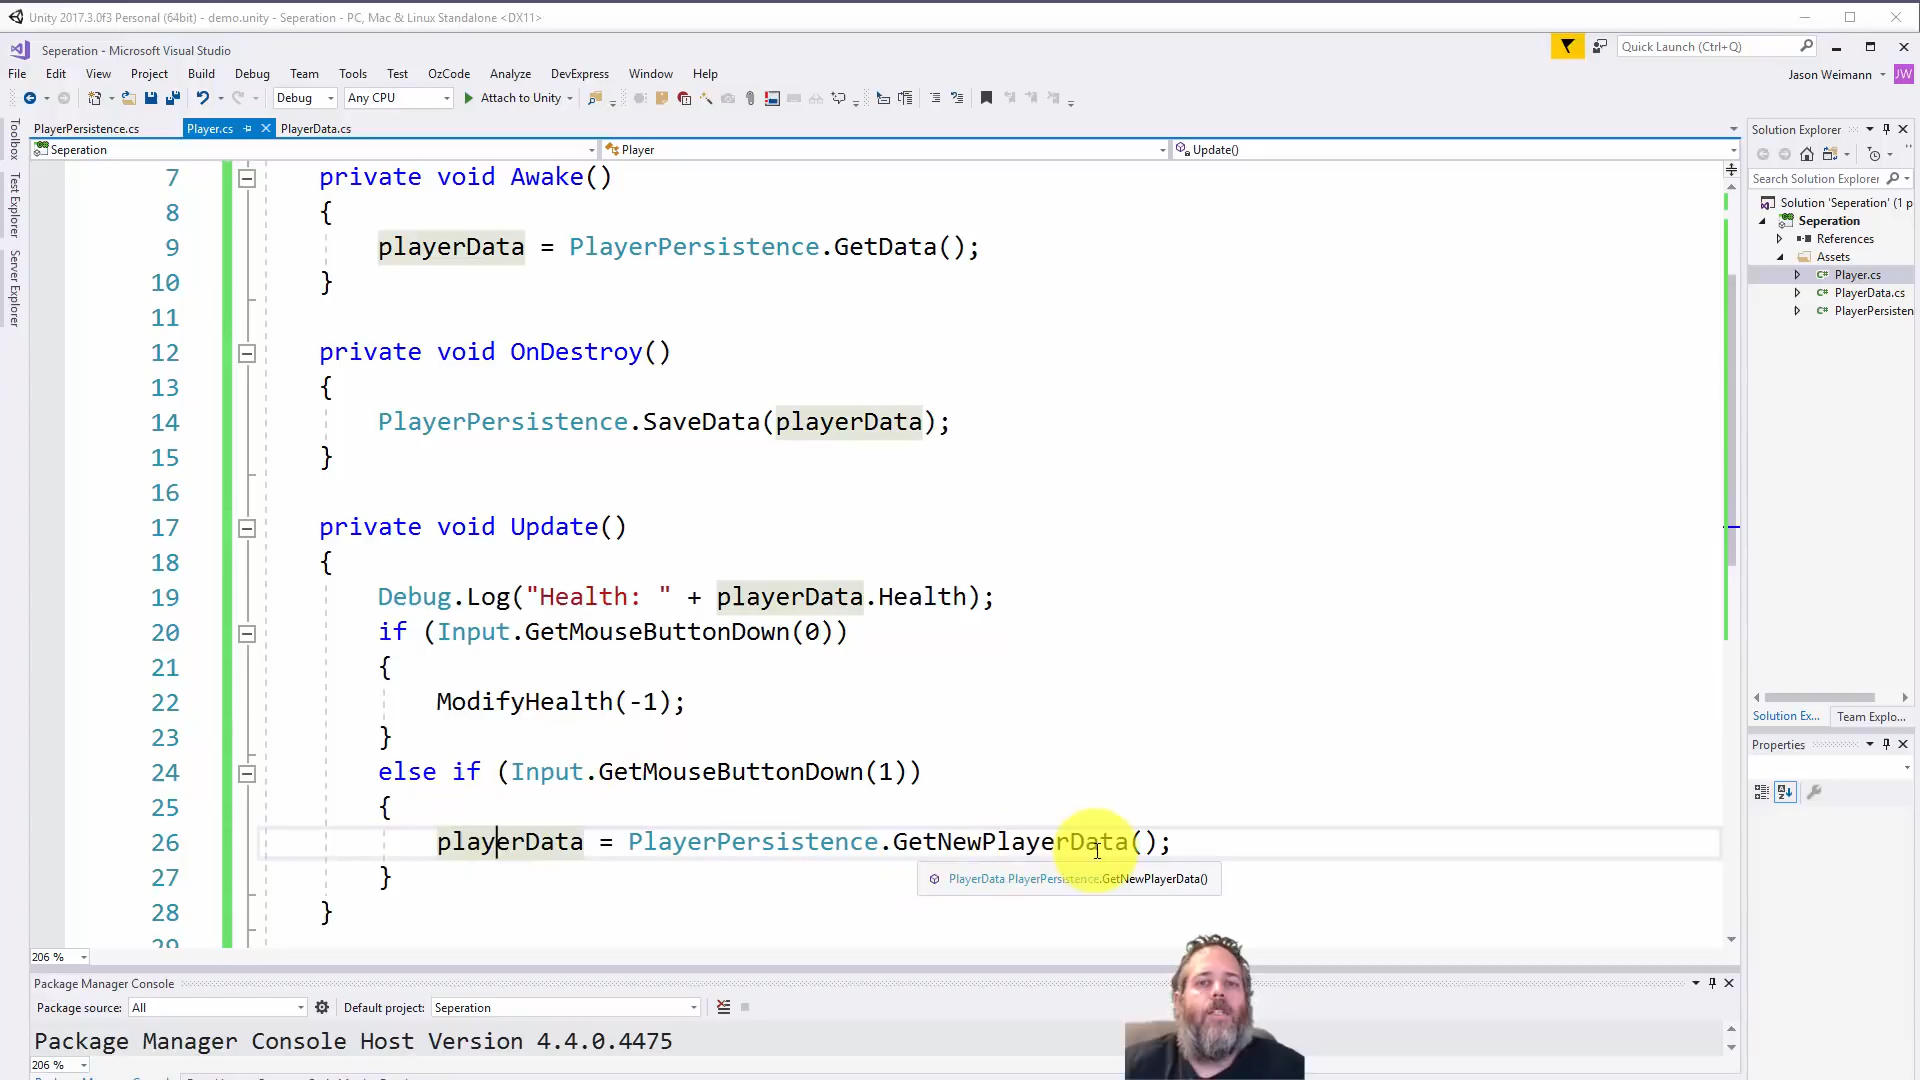 Unity 2017.3.0f3 Personal (64bit) - demo.unity - Seperation - PC, Mac & Linux Standalone <DX11>
Seperation - Microsoft Visual Studio
Quick Launch (Ctrl+Q)
File Edit View Project Build Debug Team Tools Test OzCode Analyze DevExpress Window Help
Jason Weimann JW
Debug Any CPU Attach to Unity
PlayerPersistence.cs Player.cs PlayerData.cs
Seperation Player Update()
Toolbox
Test Explorer
Server Explorer
7 private void Awake()
8 {
9 playerData = PlayerPersistence.GetData();
10 }
11
12 private void OnDestroy()
13 {
14 PlayerPersistence.SaveData(playerData);
15 }
16
17 private void Update()
18 {
19 Debug.Log("Health: " + playerData.Health);
20 if (Input.GetMouseButtonDown(0))
21 {
22 ModifyHealth(-1);
23 }
24 else if (Input.GetMouseButtonDown(1))
25 {
26 playerData = PlayerPersistence.GetNewPlayerData();
PlayerData PlayerPersistence.GetNewPlayerData()
27 }
28 }
29
206 %
Solution Explorer
Search Solution Explorer
Solution 'Seperation' (1 p
Seperation
References
Assets
C# Player.cs
C# PlayerData.cs
C# PlayerPersisten
Solution Ex... Team Explo...
Properties
Package Manager Console
Package source: All Default project: Seperation
Package Manager Console Host Version 4.4.0.4475
206 %